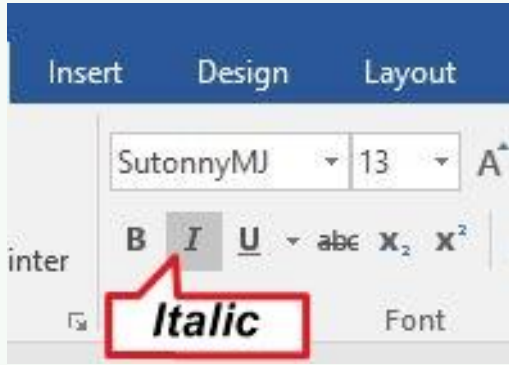 Insert Design Layout
SutonnyMJ 13 A
B I U abc X₂ X²
inter
Italic Font